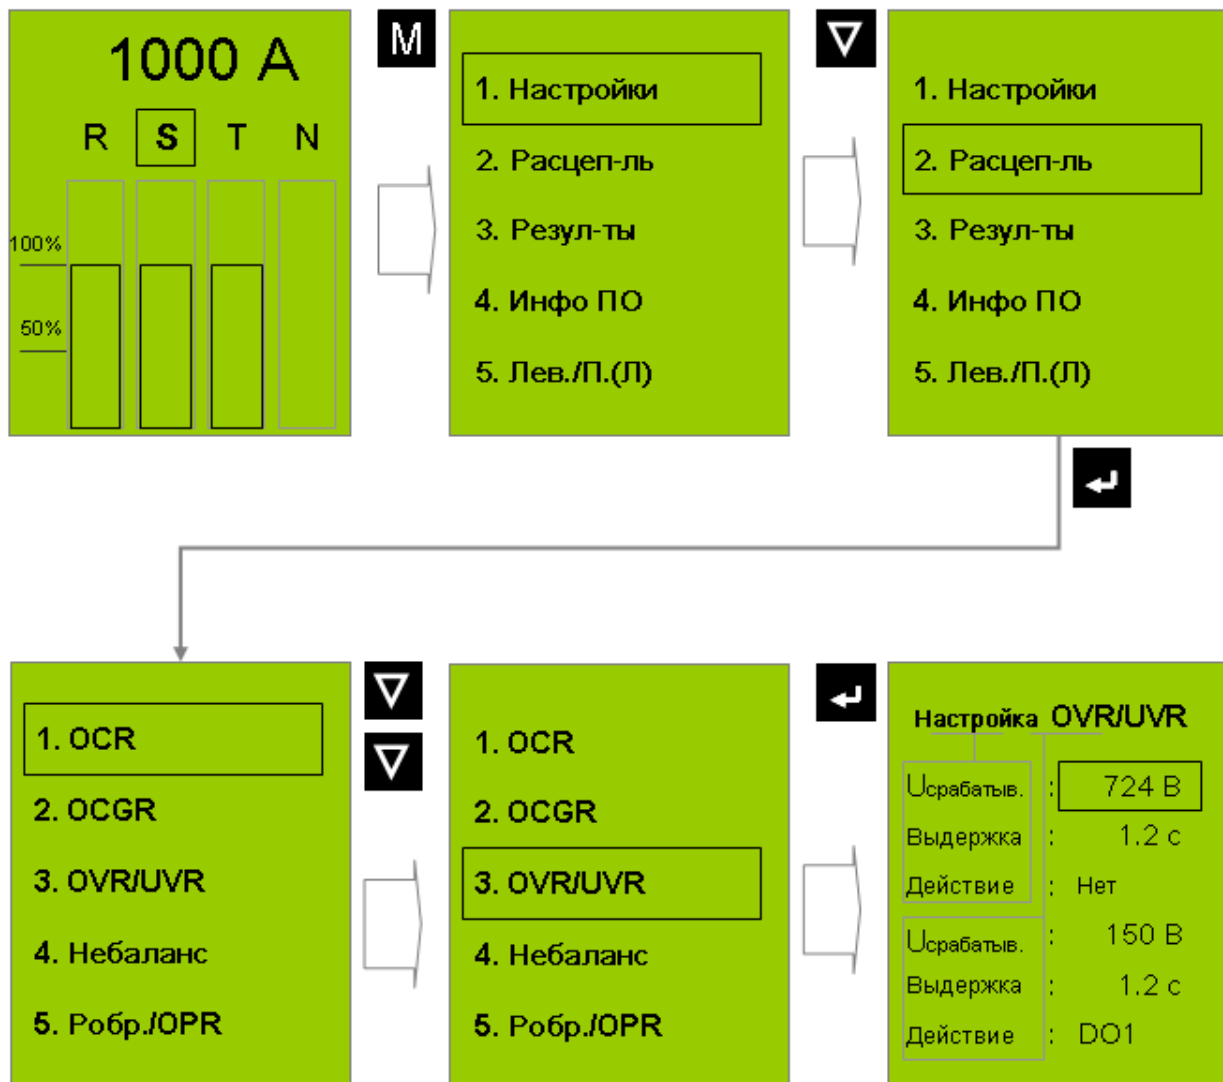 1000 A
R S T N
100%
50%
M
1. Настройки
2. Расцеп-ль
3. Резул-ты
4. Инфо ПО
5. Лев./П.(Л)
1. Настройки
2. Расцеп-ль
3. Резул-ты
4. Инфо ПО
5. Лев./П.(Л)
1. OCR
2. OCGR
3. OVR/UVR
4. Небаланс
5. Pобр./OPR
1. OCR
2. OCGR
3. OVR/UVR
4. Небаланс
5. Pобр./OPR
Настройка OVR/UVR
Uсрабатыв. : 724 В
Выдержка : 1.2 с
Действие : Нет
Uсрабатыв. : 150 В
Выдержка : 1.2 с
Действие : DO1